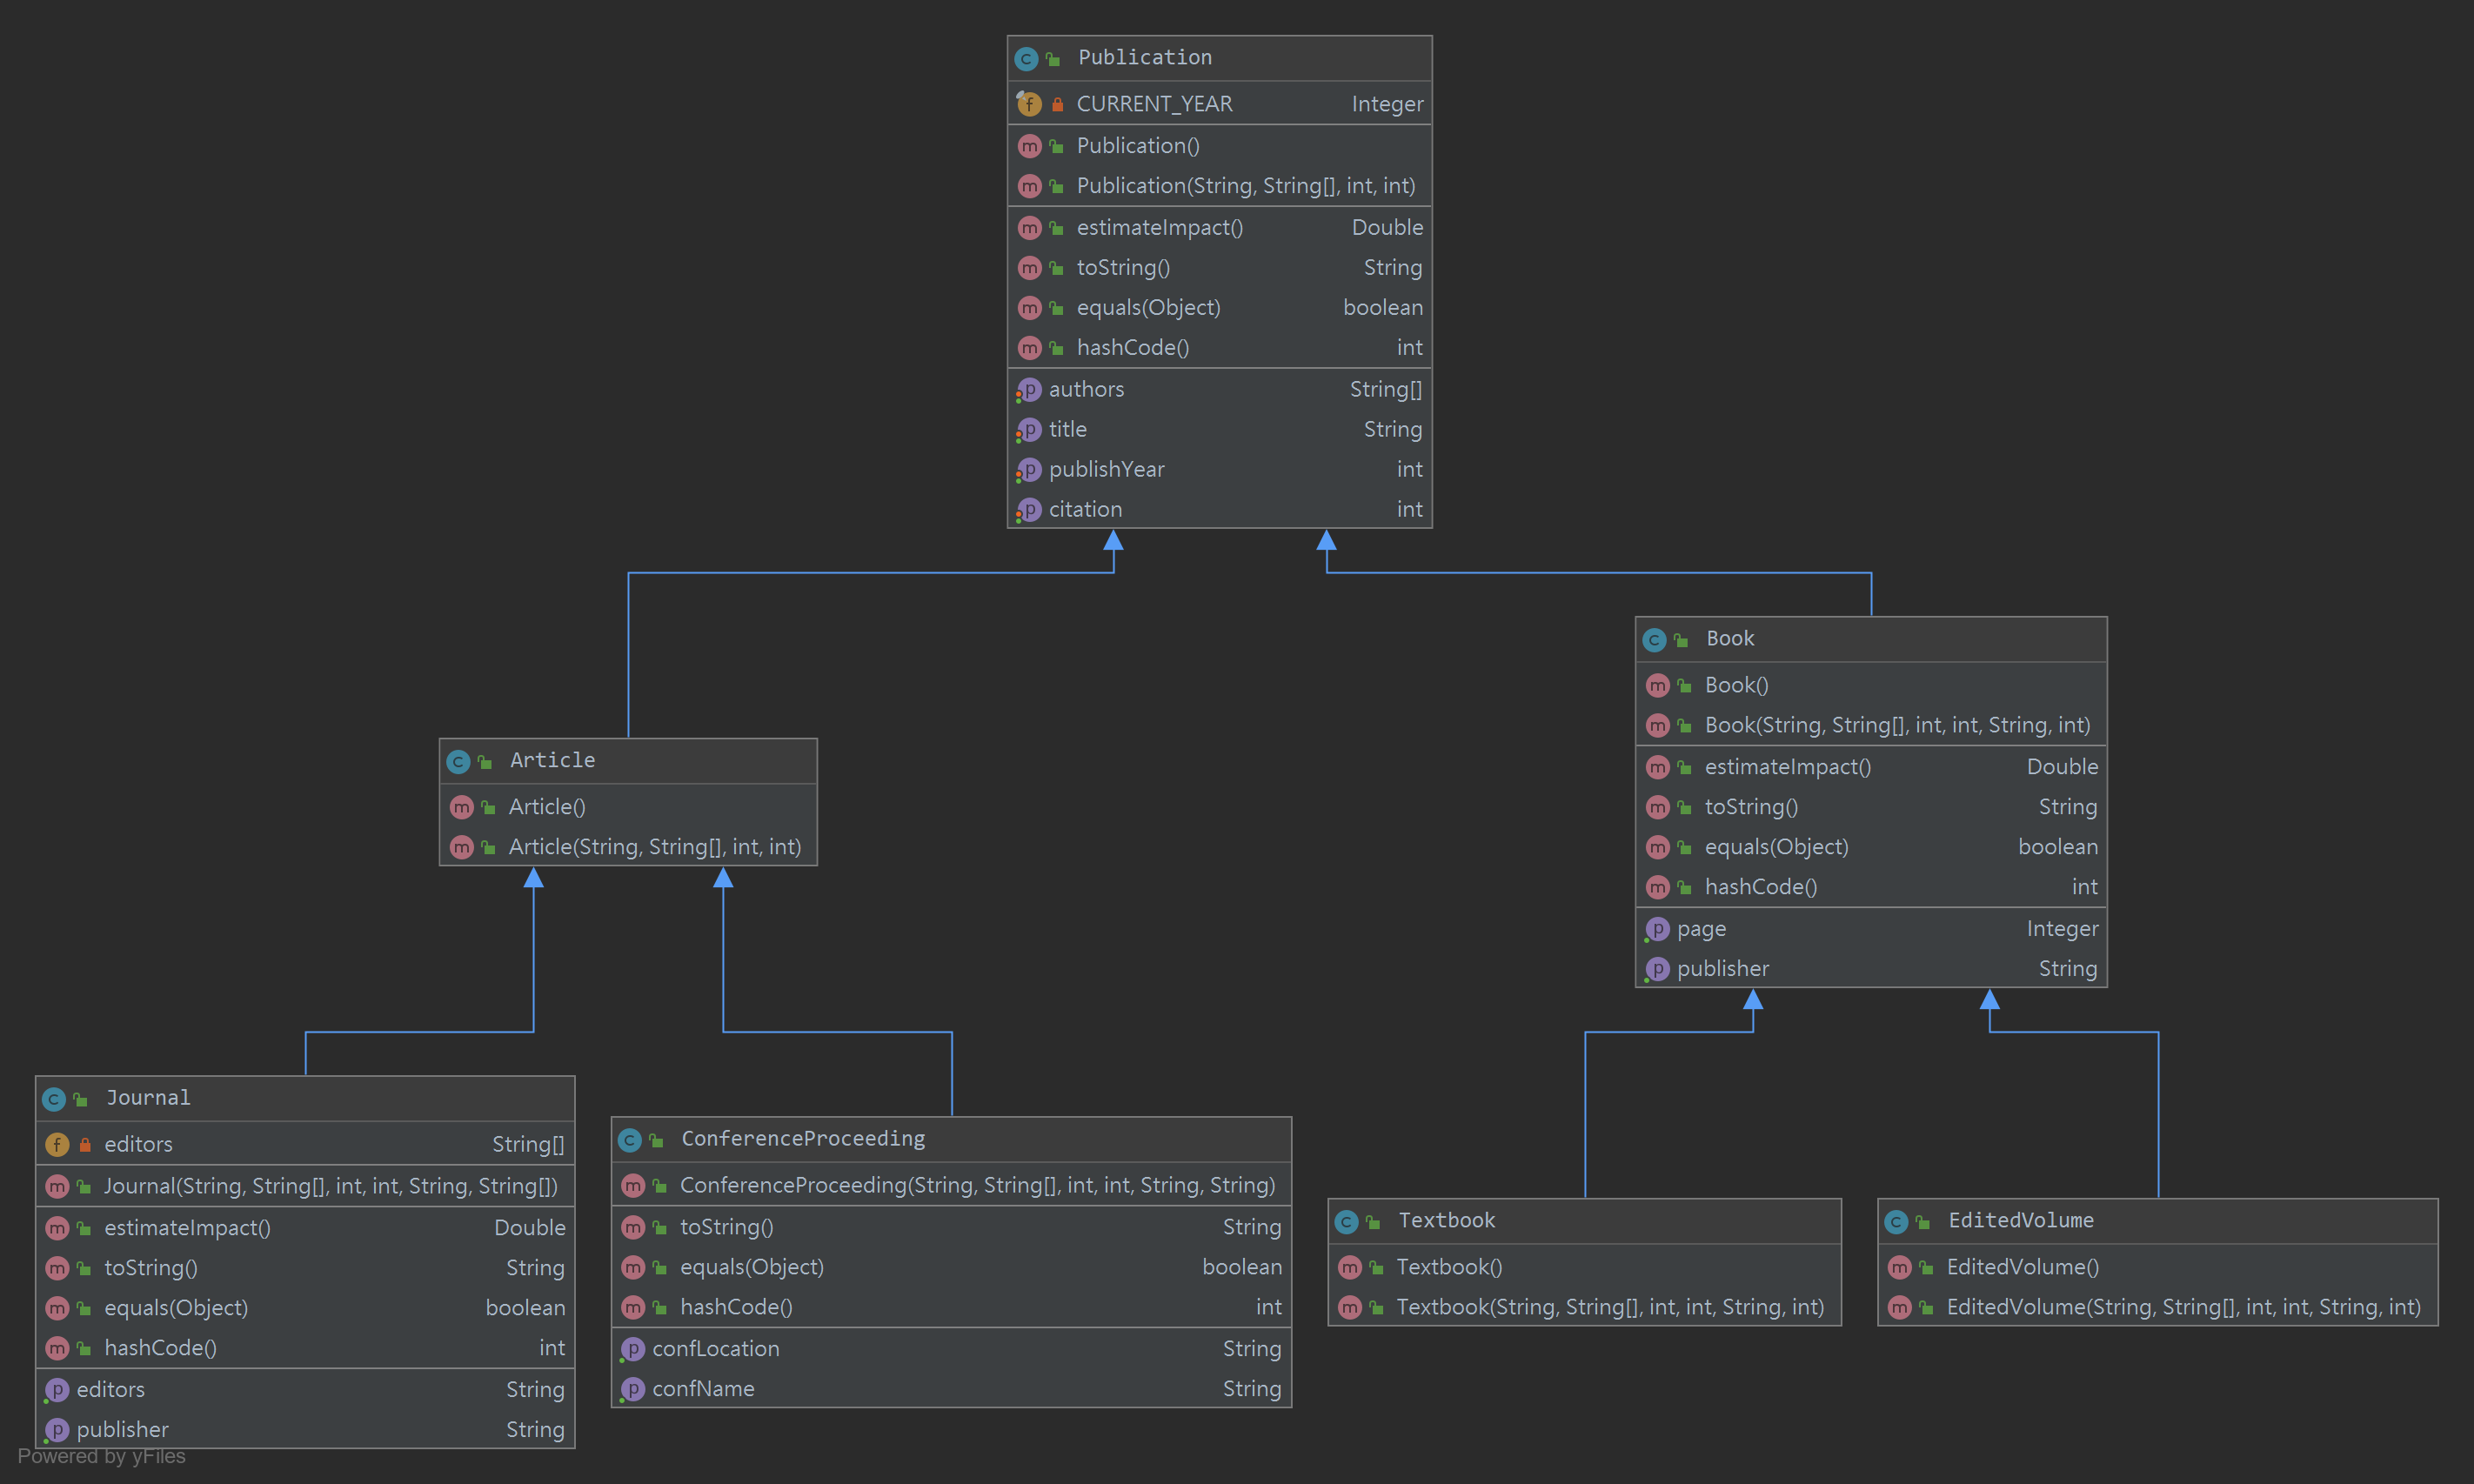 Publication
CURRENT_YEAR Integer
Publication()
Publication(String, String[], int, int)
estimateImpact() Double
toString() String
equals(Object) boolean
hashCode() int
authors String[]
title String
publishYear int
citation int
Book
Book()
Book(String, String[], int, int, String, int)
estimateImpact() Double
toString() String
equals(Object) boolean
hashCode() int
page Integer
publisher String
Article
Article()
Article(String, String[], int, int)
Journal
editors String[]
Journal(String, String[], int, int, String, String[])
estimateImpact() Double
toString() String
equals(Object) boolean
hashCode() int
editors String
publisher String
ConferenceProceeding
ConferenceProceeding(String, String[], int, int, String, String)
toString() String
equals(Object) boolean
hashCode() int
confLocation String
confName String
Textbook
Textbook()
Textbook(String, String[], int, int, String, int)
EditedVolume
EditedVolume()
EditedVolume(String, String[], int, int, String, int)
Powered by yFiles